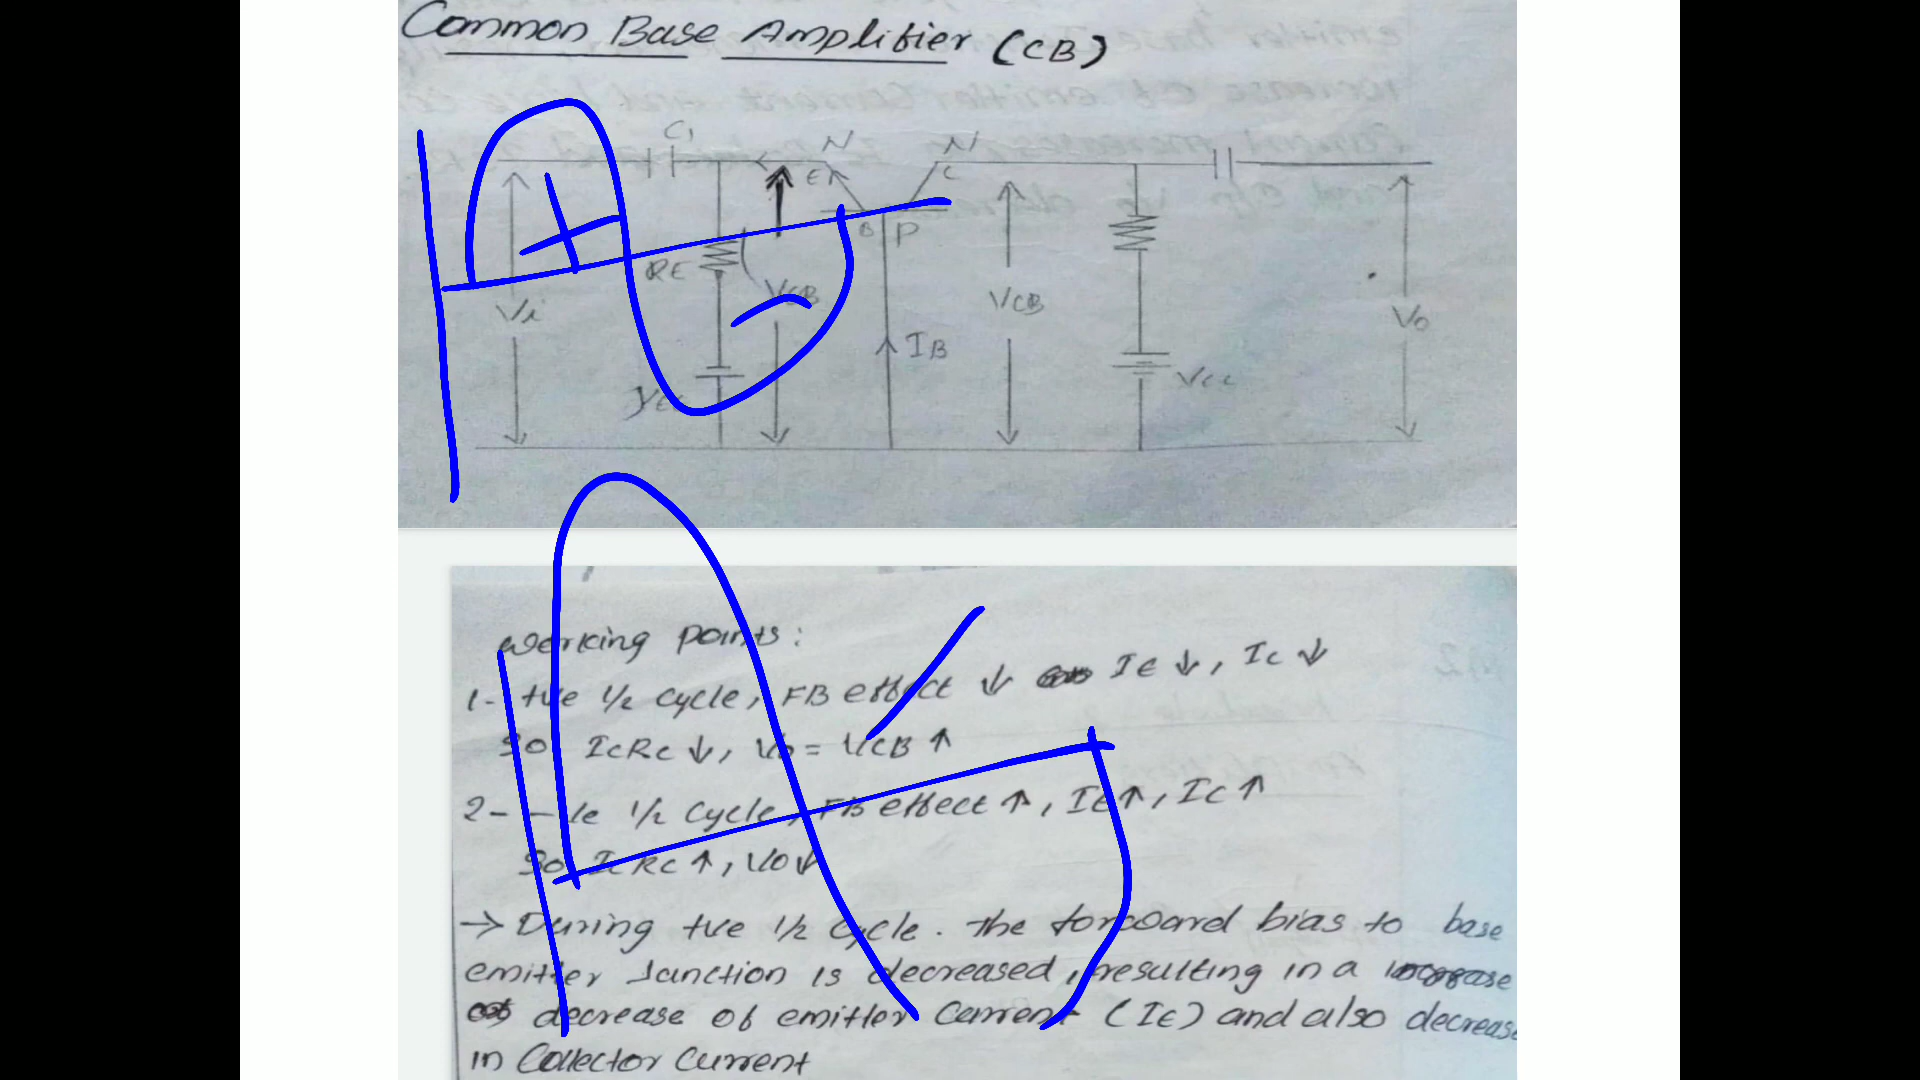 Common Base Amplifier (CB)
C1 N N
E C
B P
RE VCB VCB
Vi Vo
IB
VEE VCC
Working points:
1- +ve 1/2 cycle, FB effect ↓ IE ↓, IC ↓
So ICRC ↓, Vo = VCB ↑
2- -ve 1/2 cycle, FB effect ↑, IE ↑, IC ↑
So ICRC ↑, Vo ↓
→ During +ve 1/2 cycle. the forward bias to base
emitter Junction is decreased, resulting in a
decrease of emitter Current (IE) and also decrease
in Collector Current